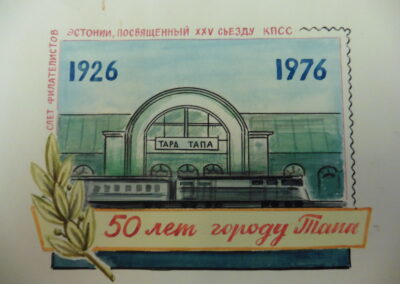 СЛЕТ ФИЛАТЕЛИСТОВ
ЭСТОНИИ, ПОСВЯЩЕННЫЙ XXV СЪЕЗДУ КПСС
1926 1976
ТАРА ТАПА
50 лет городу Тапа